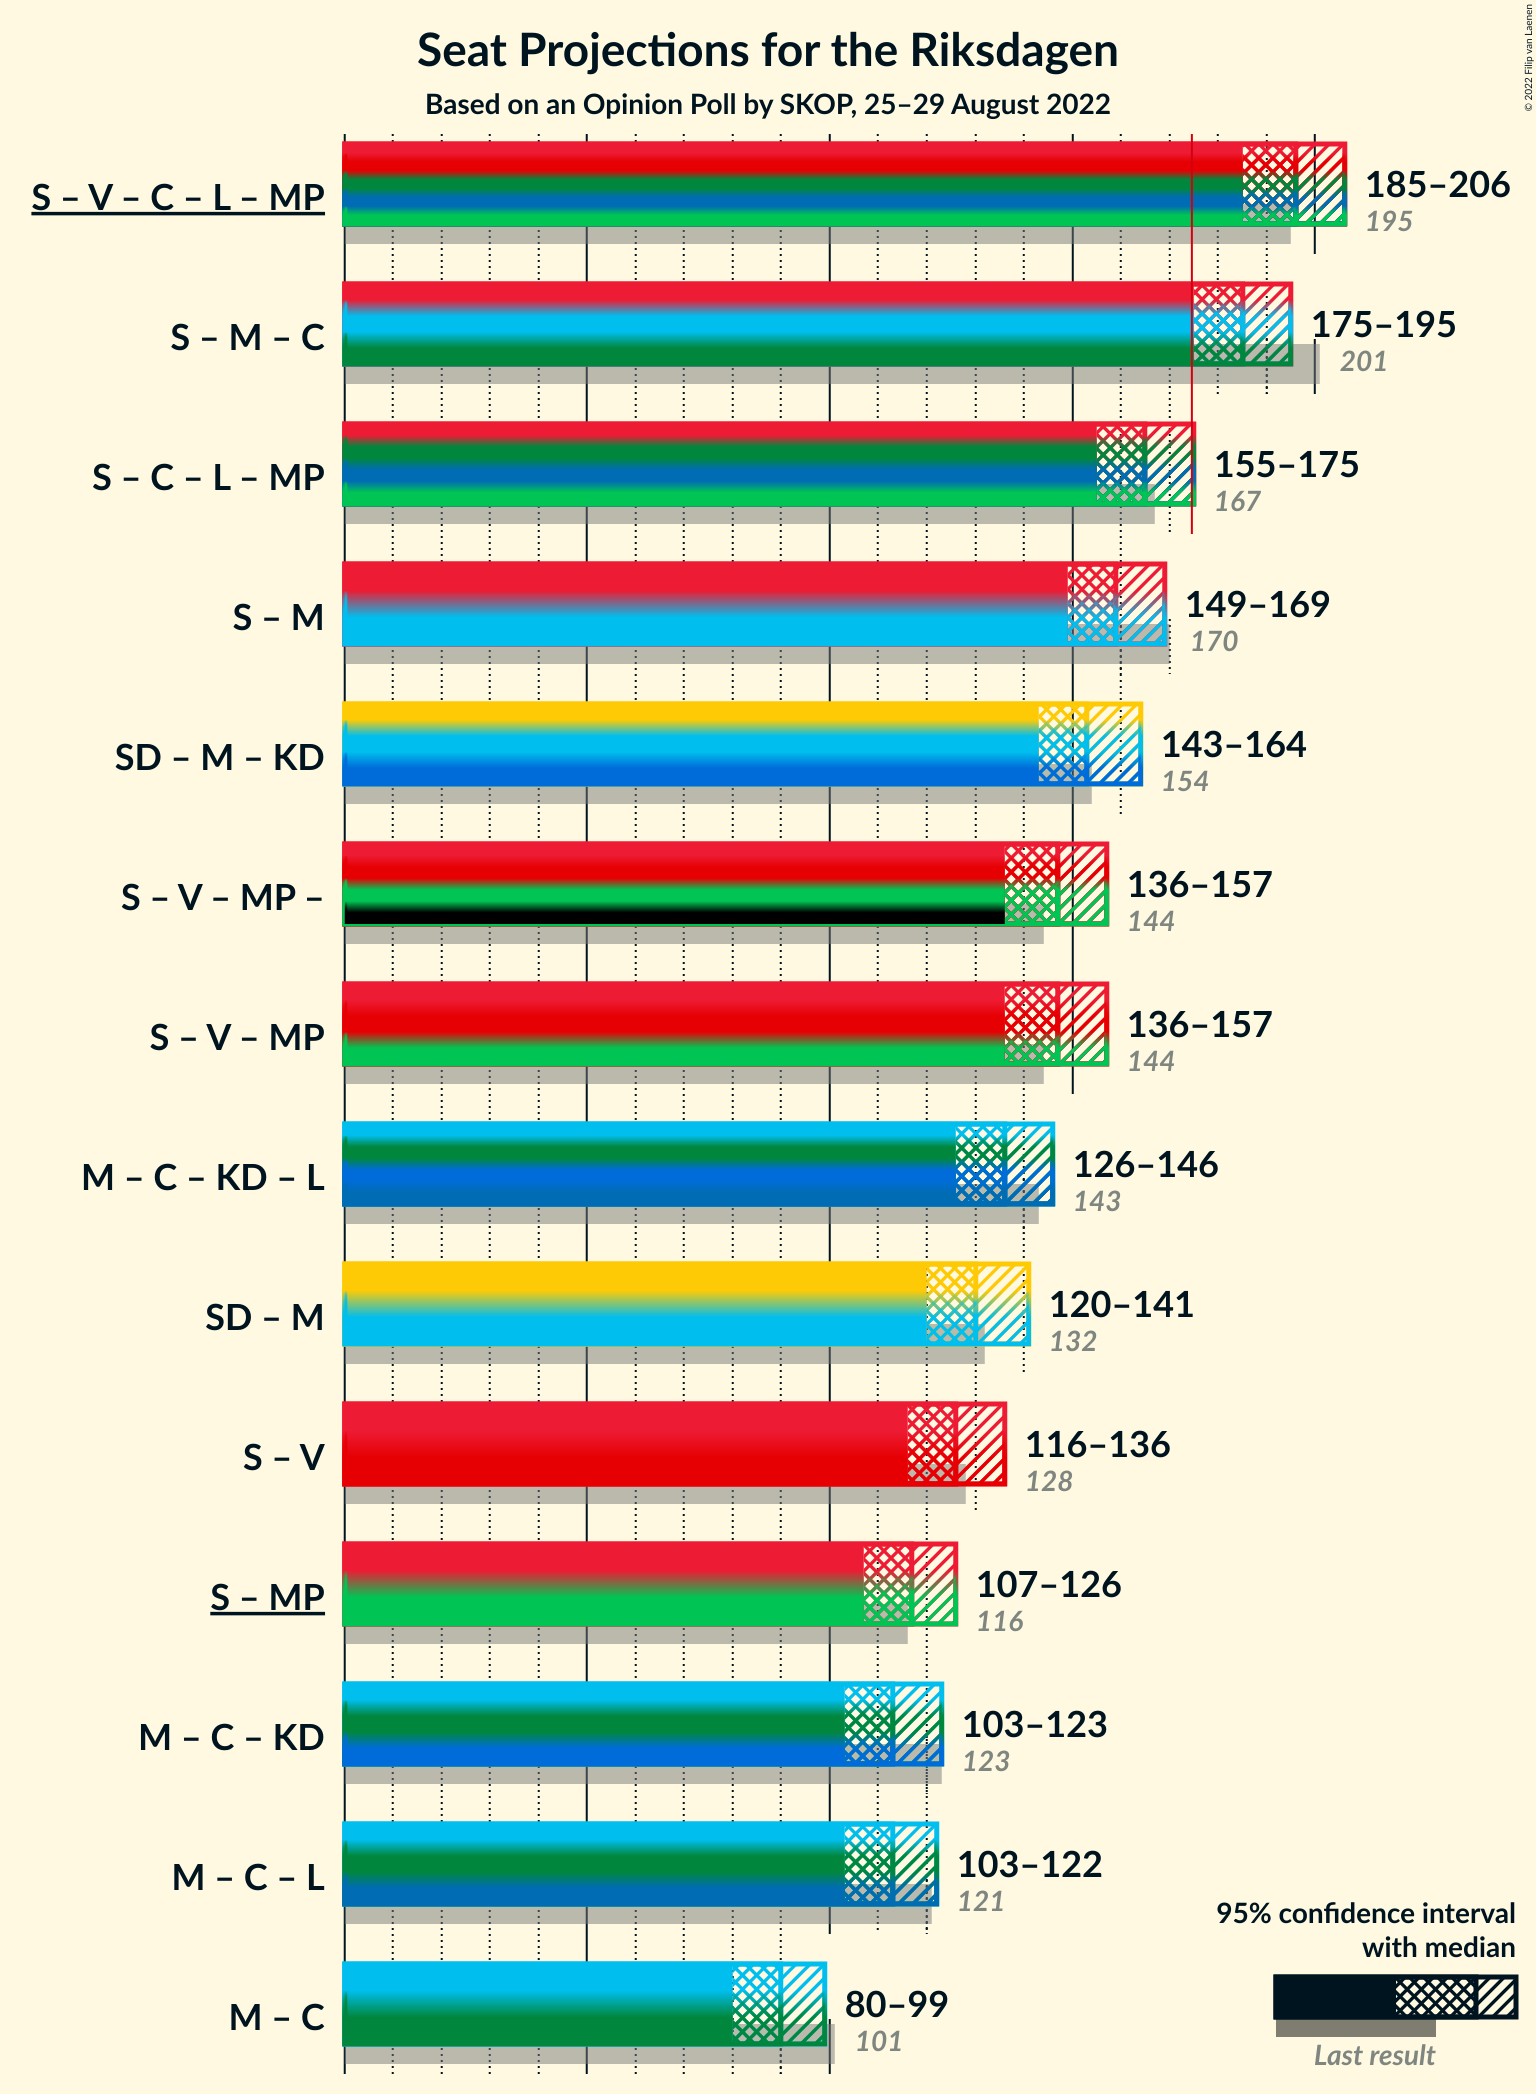 Seat Projections for the Riksdagen
Based on an Opinion Poll by SKOP, 25–29 August 2022
© 2022 Filip van Laenen
S – V – C – L – MP
185–206
195
S – M – C
175–195
201
S – C – L – MP
155–175
167
S – M
149–169
170
SD – M – KD
143–164
154
S – V – MP –
136–157
144
S – V – MP
136–157
144
M – C – KD – L
126–146
143
SD – M
120–141
132
S – V
116–136
128
S – MP
107–126
116
M – C – KD
103–123
123
M – C – L
103–122
121
M – C
80–99
101
95% confidence interval
with median
Last result